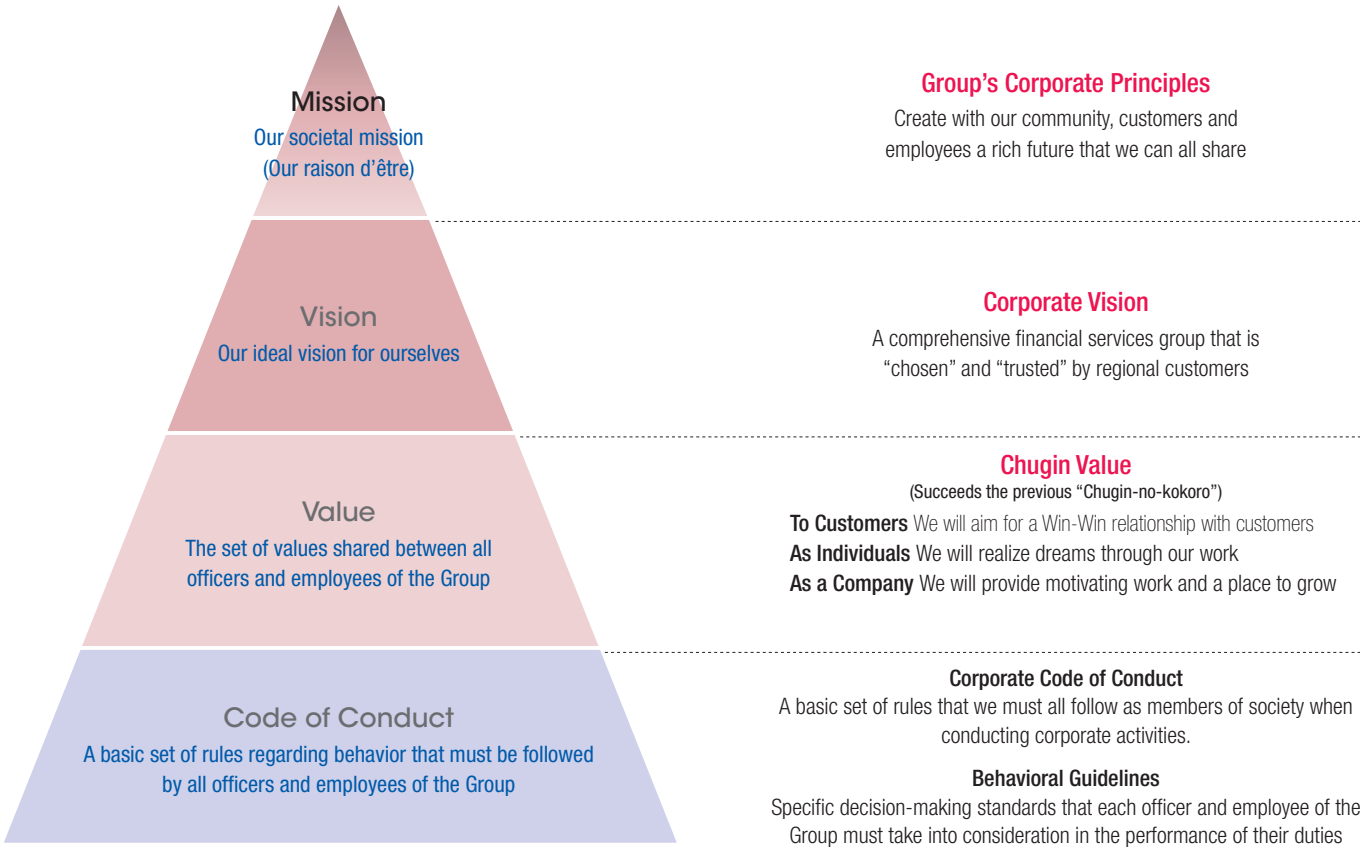 Mission
Our societal mission
(Our raison d’être)
Group’s Corporate Principles
Create with our community, customers and
employees a rich future that we can all share
Vision
Our ideal vision for ourselves
Corporate Vision
A comprehensive financial services group that is
“chosen” and “trusted” by regional customers
Value
The set of values shared between all
officers and employees of the Group
Chugin Value
(Succeeds the previous “Chugin-no-kokoro”)
To Customers We will aim for a Win-Win relationship with customers
As Individuals We will realize dreams through our work
As a Company We will provide motivating work and a place to grow
Code of Conduct
A basic set of rules regarding behavior that must be followed
by all officers and employees of the Group
Corporate Code of Conduct
A basic set of rules that we must all follow as members of society when
conducting corporate activities.
Behavioral Guidelines
Specific decision-making standards that each officer and employee of the
Group must take into consideration in the performance of their duties